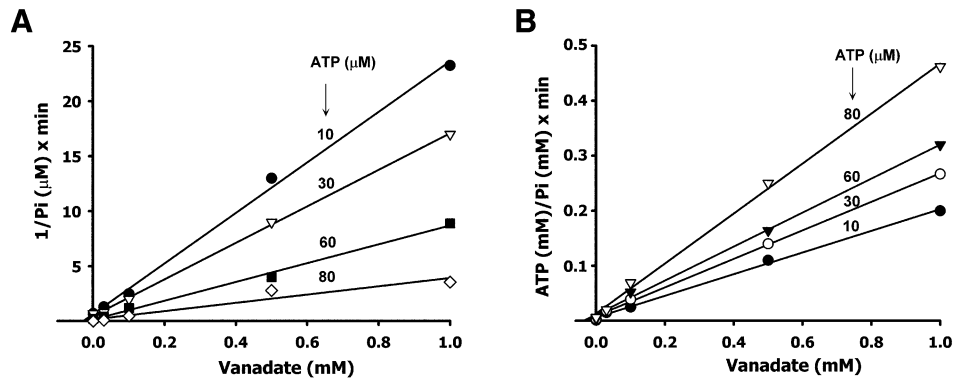 A
25
20
15
10
5
1/Pi (µM) x min
ATP (µM)
10
30
60
80
0.0 0.2 0.4 0.6 0.8 1.0
Vanadate (mM)
B
0.5
0.4
0.3
0.2
0.1
ATP (mM)/Pi (mM) x min
ATP (µM)
80
60
30
10
0.0 0.2 0.4 0.6 0.8 1.0
Vanadate (mM)